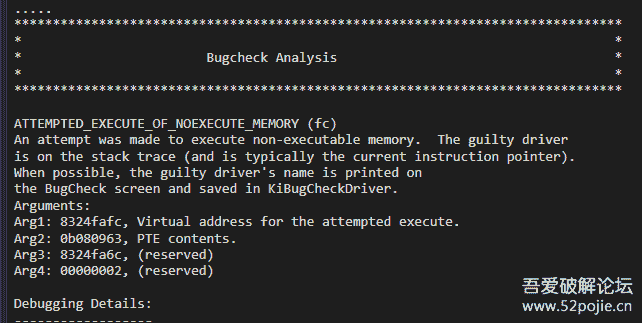 .....
*******************************************************************************
*                                                                             *
*                        Bugcheck Analysis                                    *
*                                                                             *
*******************************************************************************
ATTEMPTED_EXECUTE_OF_NOEXECUTE_MEMORY (fc)
An attempt was made to execute non-executable memory.  The guilty driver
is on the stack trace (and is typically the current instruction pointer).
When possible, the guilty driver's name is printed on
the BugCheck screen and saved in KiBugCheckDriver.
Arguments:
Arg1: 8324fafc, Virtual address for the attempted execute.
Arg2: 0b080963, PTE contents.
Arg3: 8324fa6c, (reserved)
Arg4: 00000002, (reserved)
Debugging Details:
------------------
吾爱破解论坛
www.52pojie.cn